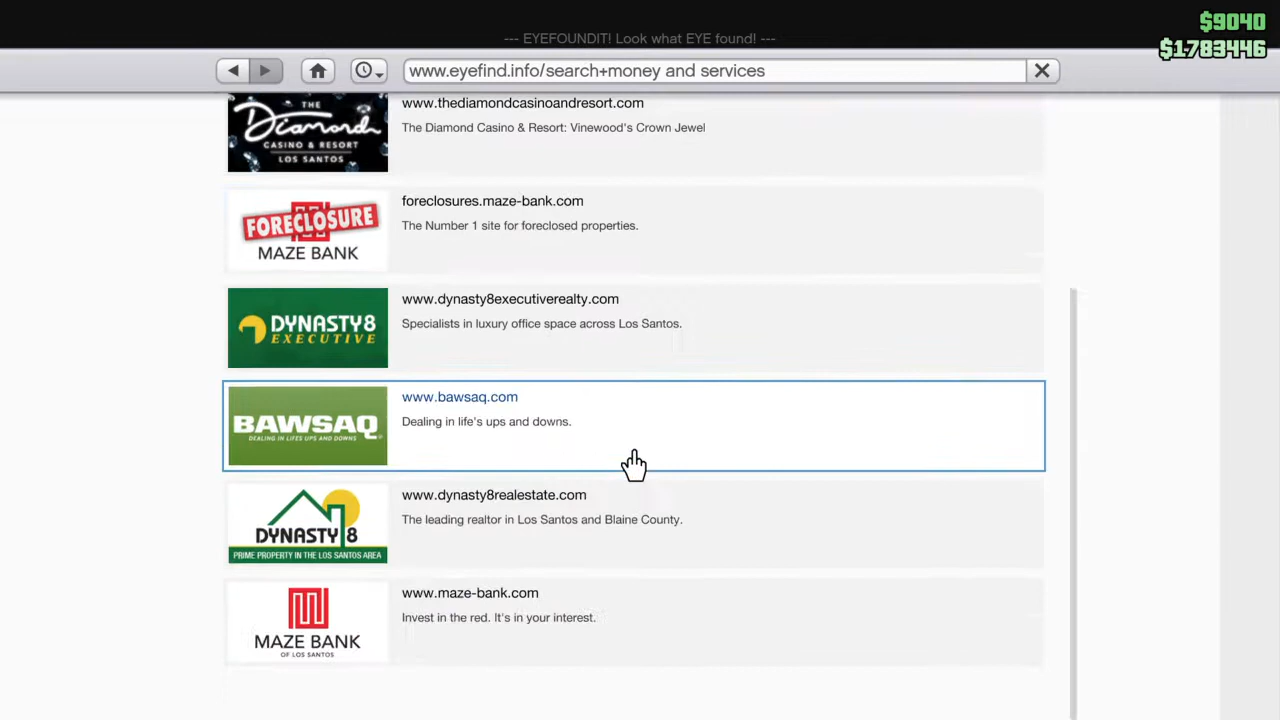 $9040
--- EYEFOUNDIT! Look what EYE found! ---
$1783446
www.eyefind.info/search+money and services
THE
Diamond
CASINO & RESORT
LOS SANTOS
www.thediamondcasinoandresort.com
The Diamond Casino & Resort: Vinewood's Crown Jewel
FORECLOSURE
MAZE BANK
foreclosures.maze-bank.com
The Number 1 site for foreclosed properties.
DYNASTY8
EXECUTIVE
www.dynasty8executiverealty.com
Specialists in luxury office space across Los Santos.
BAWSAQ
DEALING IN LIFES UPS AND DOWNS
www.bawsaq.com
Dealing in life's ups and downs.
DYNASTY 8
PRIME PROPERTY IN THE LOS SANTOS AREA
www.dynasty8realestate.com
The leading realtor in Los Santos and Blaine County.
MAZE BANK
OF LOS SANTOS
www.maze-bank.com
Invest in the red. It's in your interest.